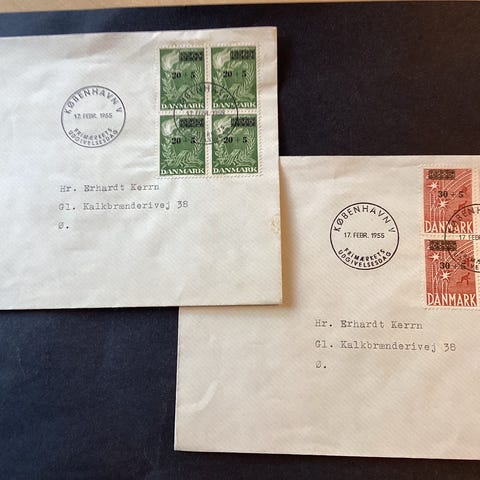 KØBENHAVN V
17. FEBR. 1955
FRIMÆRKETS
UDGIVELSESDAG
20 + 5
20 + 5
DANMARK
DANMARK
20 + 5
20 + 5
DANMARK
DANMARK
Hr. Erhardt Kerrn
Gl. Kalkbrænderivej 38
Ø.
KØBENHAVN V
17. FEBR. 1955
FRIMÆRKETS
UDGIVELSESDAG
30 + 5
DANMARK
30 + 5
DANMARK
Hr. Erhardt Kerrn
Gl. Kalkbrænderivej 38
Ø.